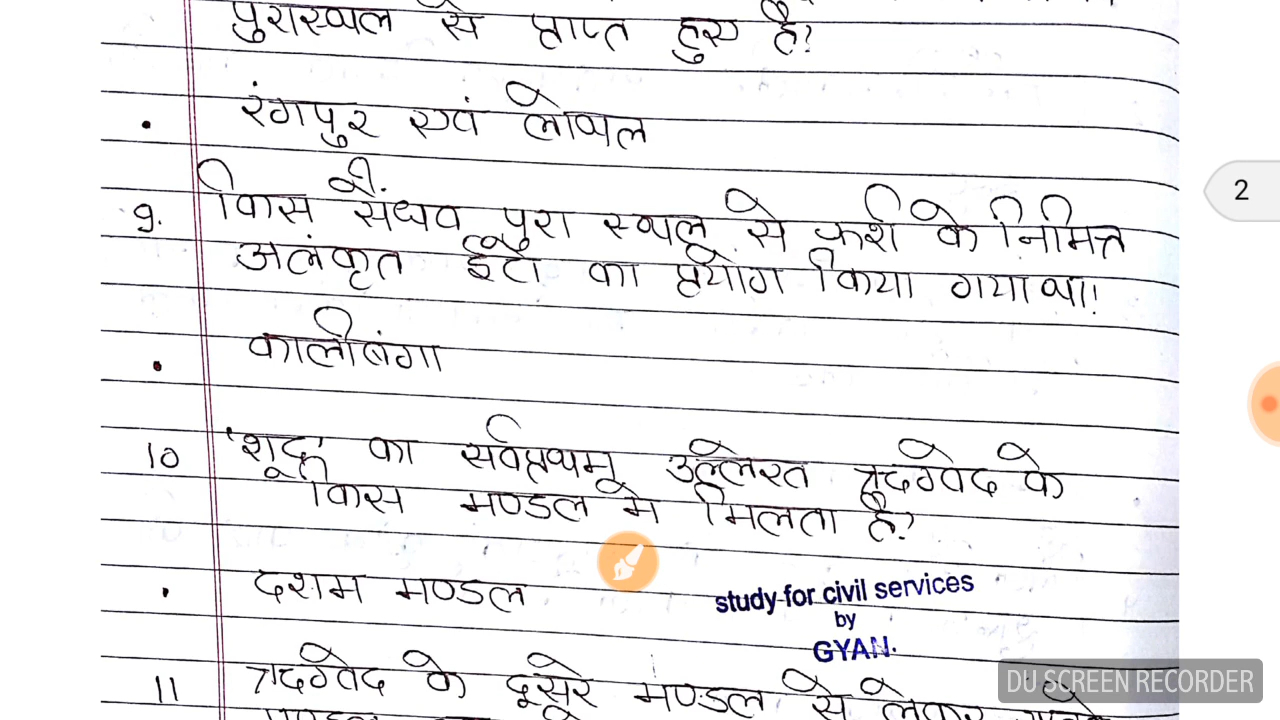 पुरास्थल से प्राप्त हुए है?
• रंगपुर एवं लोथल
9. किस सैंधव पुरा स्थल से फर्श के निमित्त
अलंकृत ईंटो का प्रयोग किया गया था!
• कालीबंगा
10 'शूद्र' का सर्वप्रथम उल्लेख ऋग्वेद के
किस मण्डल मे मिलता है?
• दशम मण्डल
11 ऋग्वेद के दूसरे मण्डल से लेकर
2
study for civil services
by
GYAN.
DU SCREEN RECORDER